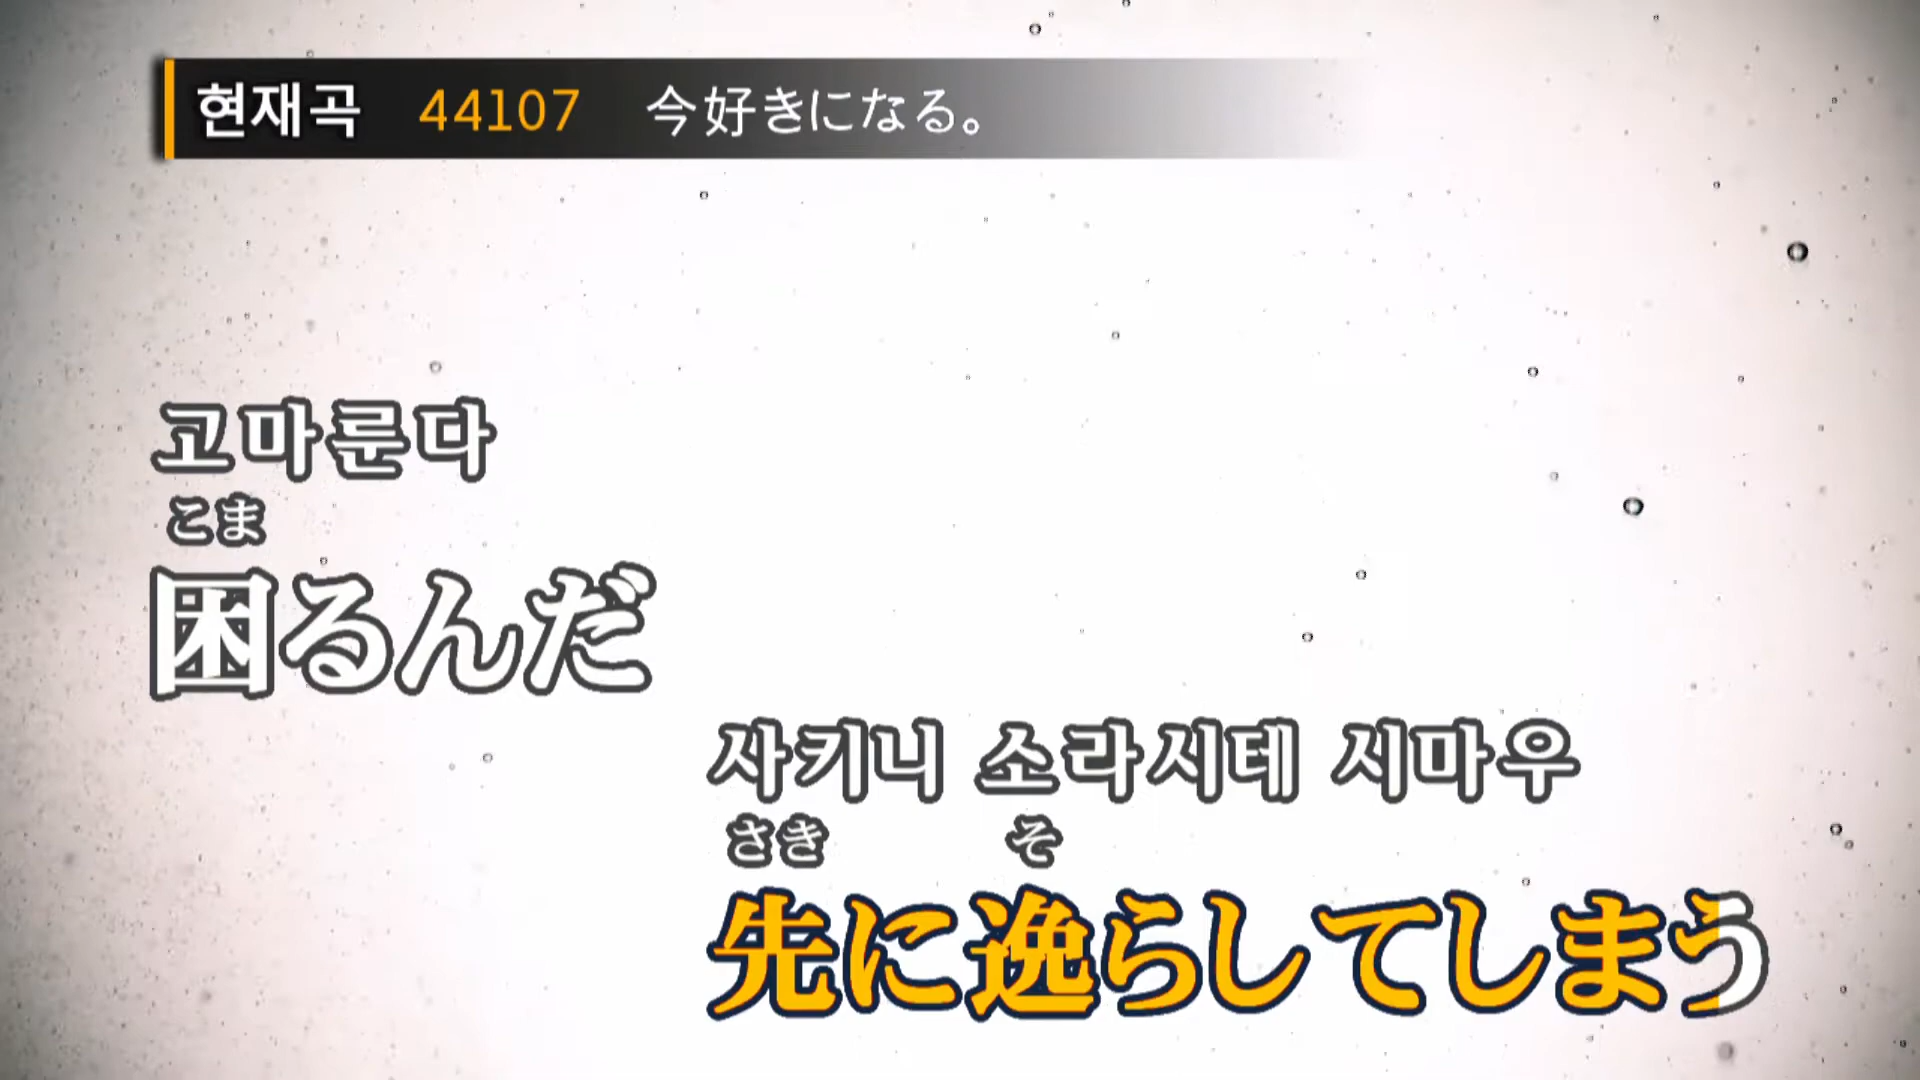 현재곡 44107 今好きになる。
고마룬다
こま
困るんだ
사키니 소라시테 시마우
さき そ
先に逸らしてしまう